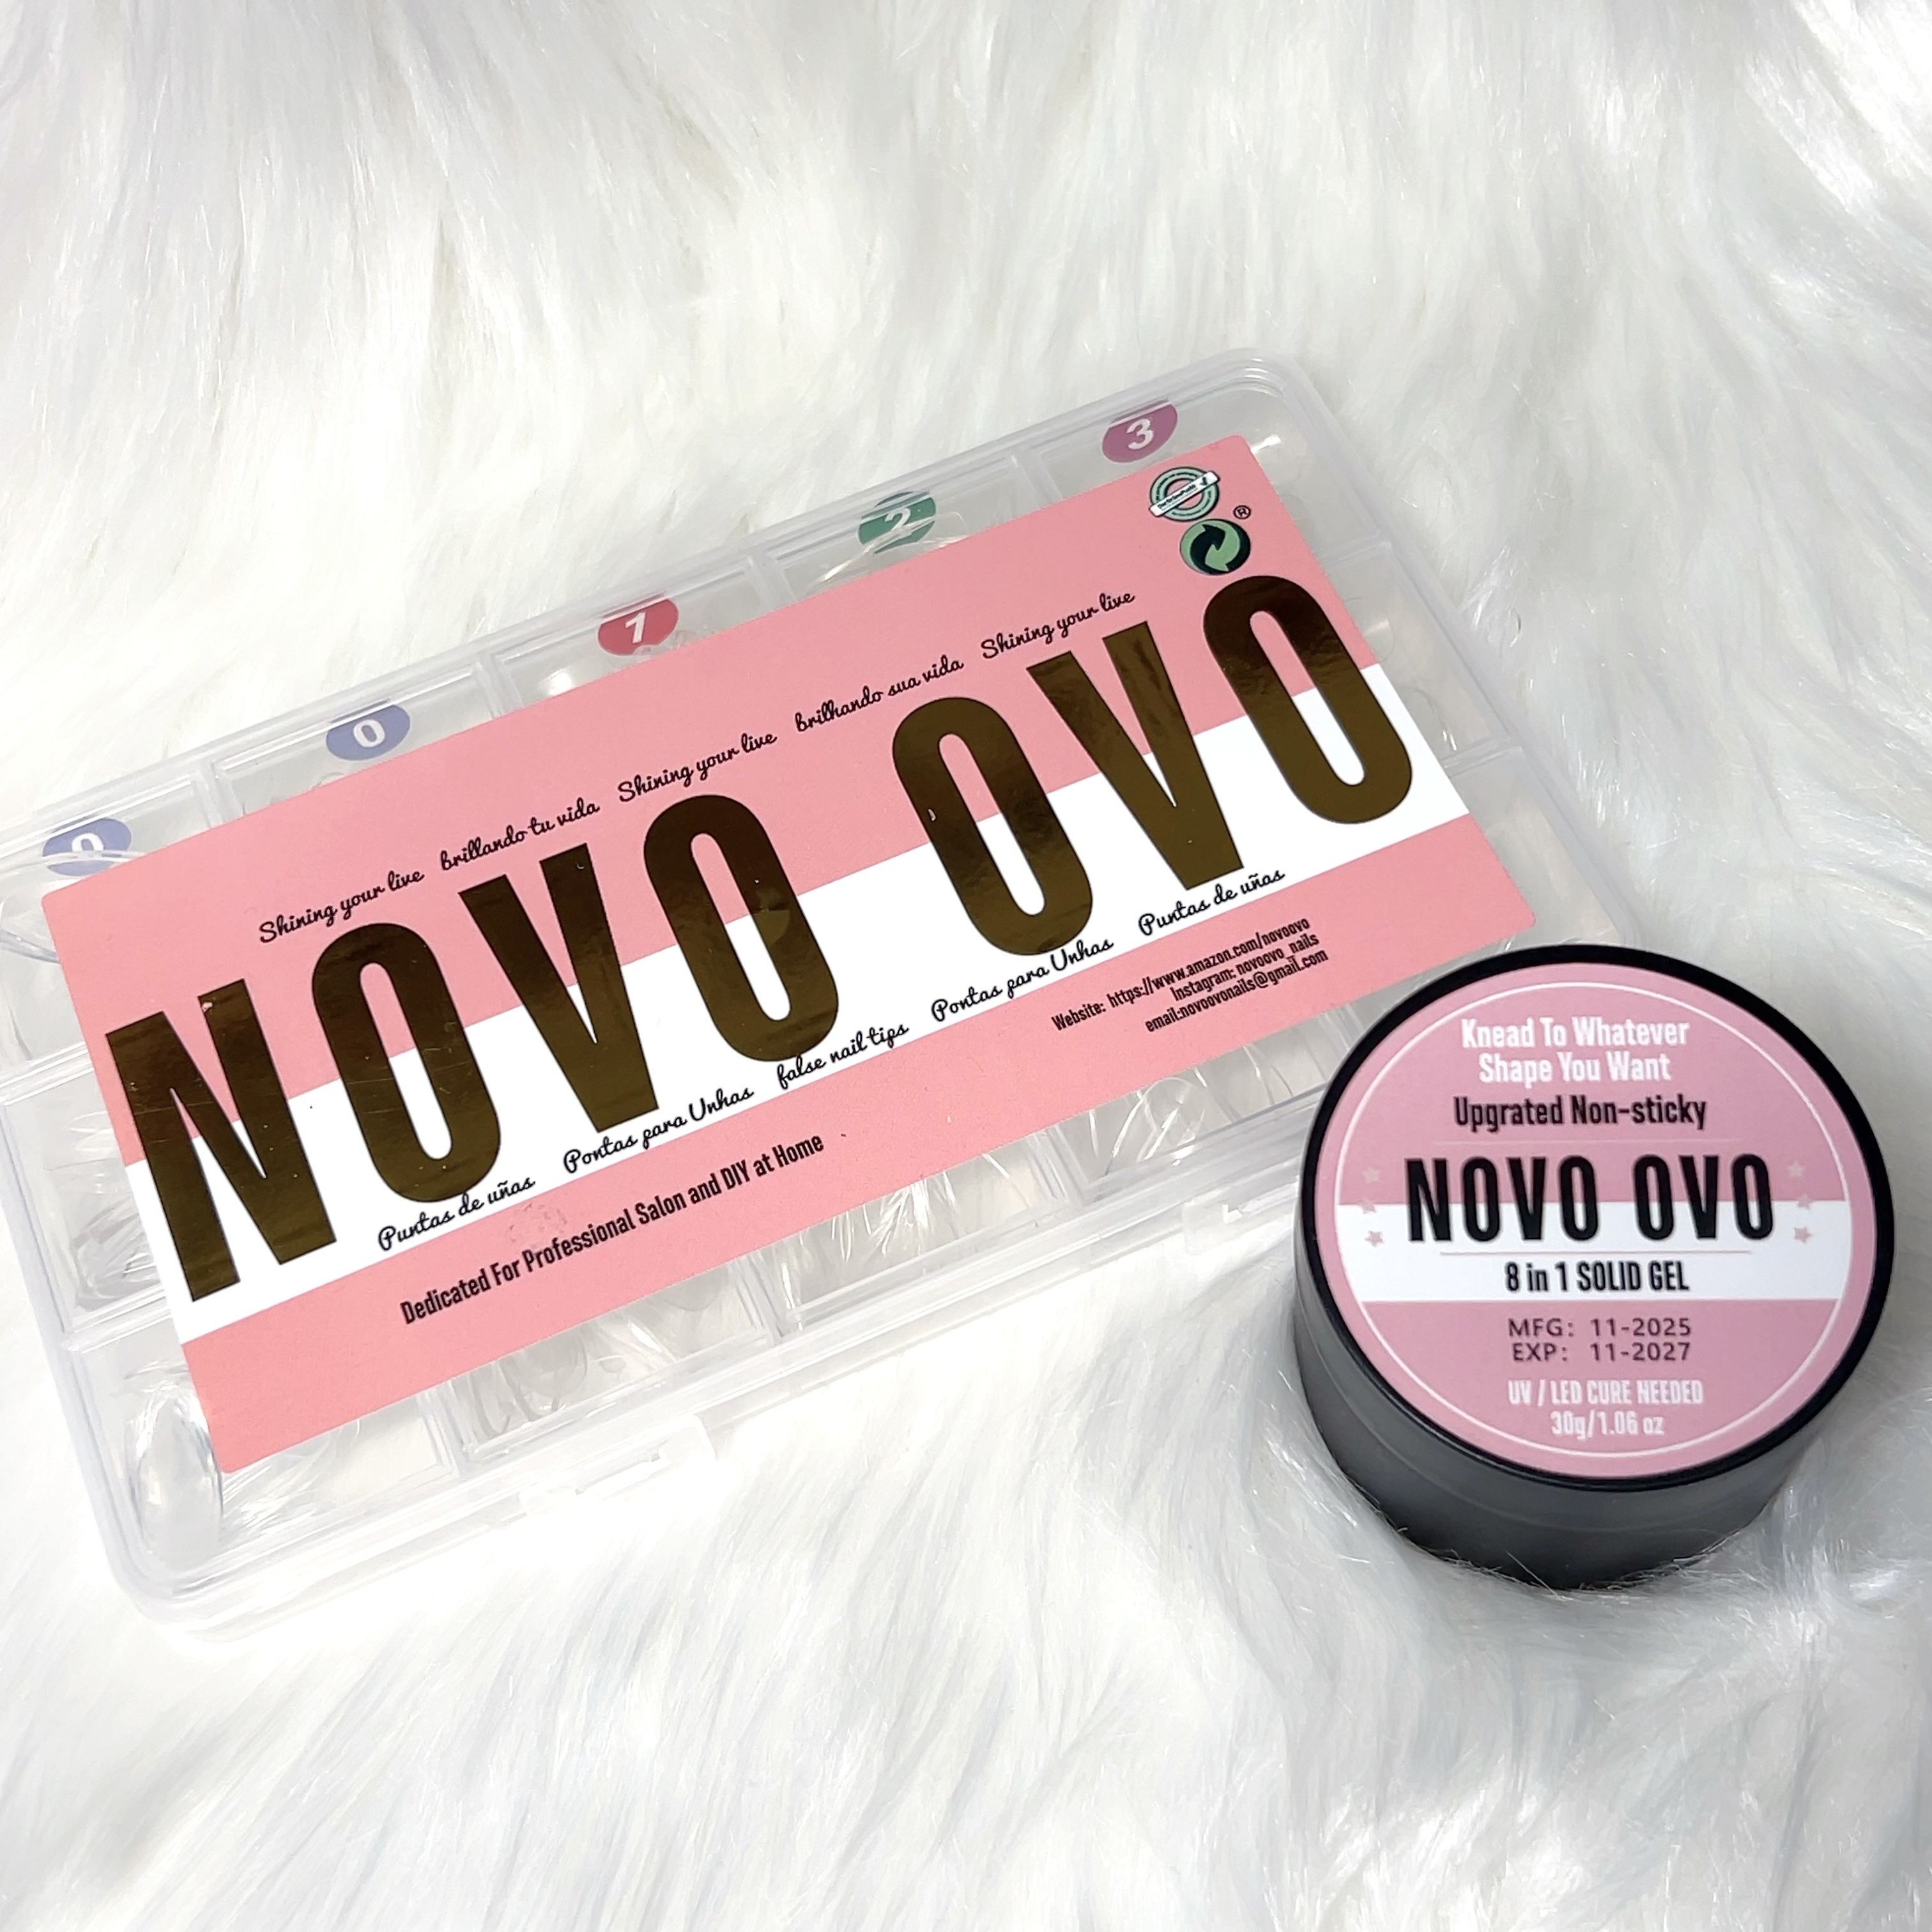 0
0
1
2
3
®
Shining your live brillando tu vida Shining your live brilhando sua vida Shining your live
NOVO OVO
Puntas de uñas Pontas para Unhas false nail tips Pontas para Unhas Puntas de uñas
Dedicated For Professional Salon and DIY at Home
Website: https://www.amazon.com/novoovo
Instagram: novoovo_nails
email:novoovonails@gmail.com
Knead To Whatever
Shape You Want
Upgrated Non-sticky
NOVO OVO
8 in 1 SOLID GEL
MFG: 11-2025
EXP: 11-2027
UV / LED CURE NEEDED
30g/1.06 oz